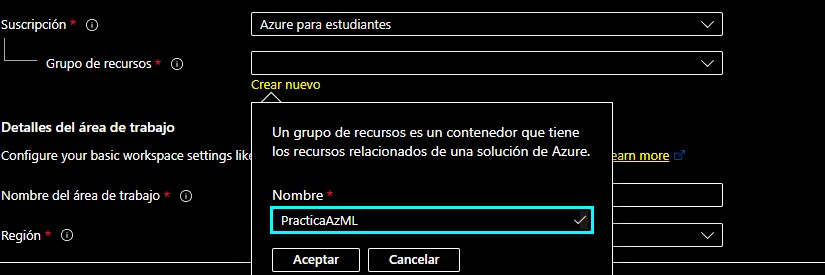 Suscripción * Azure para estudiantes
Grupo de recursos *
Crear nuevo
Detalles del área de trabajo
Un grupo de recursos es un contenedor que tiene
los recursos relacionados de una solución de Azure.
Configure your basic workspace settings like
earn more
Nombre del área de trabajo *
Nombre *
PracticaAzML
Región *
Aceptar Cancelar